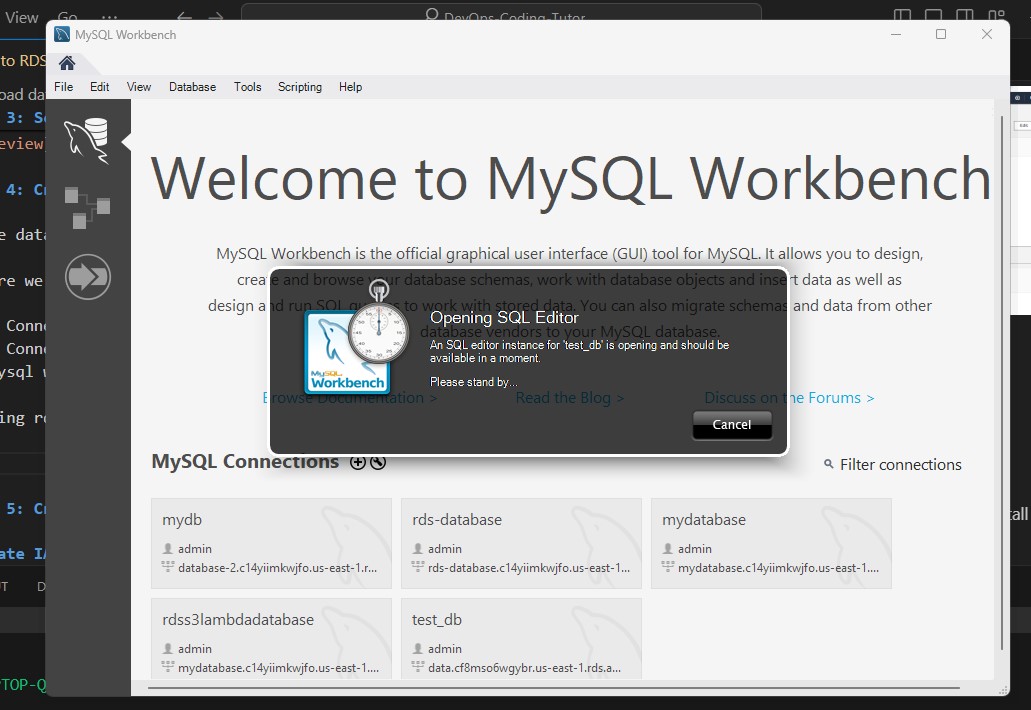 View Go ... DevOps-Coding-Tutor
MySQL Workbench
to RDS
File Edit View Database Tools Scripting Help
oad da
3: Se
eview
Welcome to MySQL Workbench
4: Cr
e data
MySQL Workbench is the official graphical user interface (GUI) tool for MySQL. It allows you to design,
create and browse your database schemas, work with database objects and insert data as well as
re we
design and run SQL queries to work with stored data. You can also migrate schemas and data from other
database vendors to your MySQL database.
Opening SQL Editor
An SQL editor instance for 'test_db' is opening and should be
available in a moment.
Please stand by...
MySQL
Workbench
Cancel
Conne
Conne
ysql w
Browse Documentation > Read the Blog > Discuss on the Forums >
ing ro
MySQL Connections
Filter connections
5: Cr
ate IA
mydb
admin
database-2.c14yiimkwjfo.us-east-1.r...
rds-database
admin
rds-database.c14yiimkwjfo.us-east-1...
mydatabase
admin
mydatabase.c14yiimkwjfo.us-east-1....
tall
UT D
rdss3lambdadatabase
admin
mydatabase.c14yiimkwjfo.us-east-1....
test_db
admin
data.cf8mso6wgybr.us-east-1.rds.a...
TOP-Q